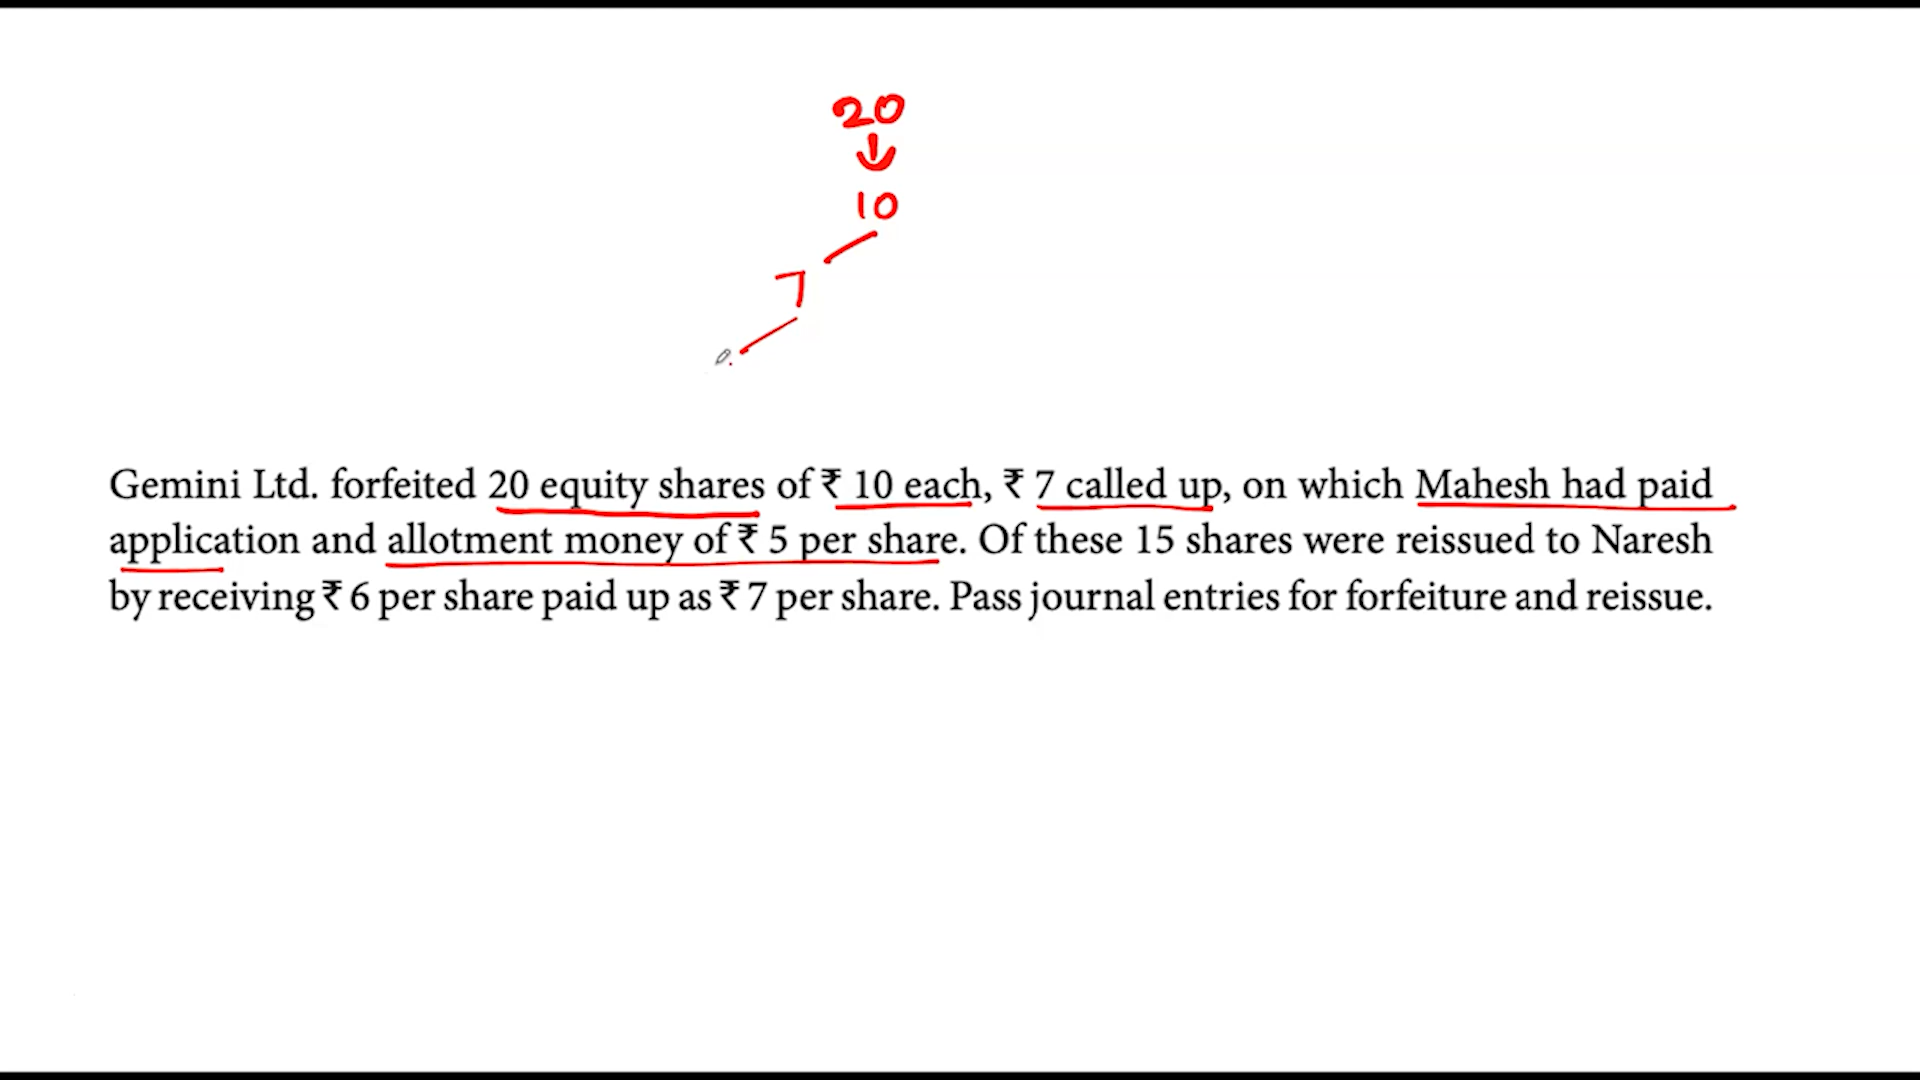 20
10
7
Gemini Ltd. forfeited 20 equity shares of ₹ 10 each, ₹ 7 called up, on which Mahesh had paid
application and allotment money of ₹ 5 per share. Of these 15 shares were reissued to Naresh
by receiving ₹ 6 per share paid up as ₹ 7 per share. Pass journal entries for forfeiture and reissue.